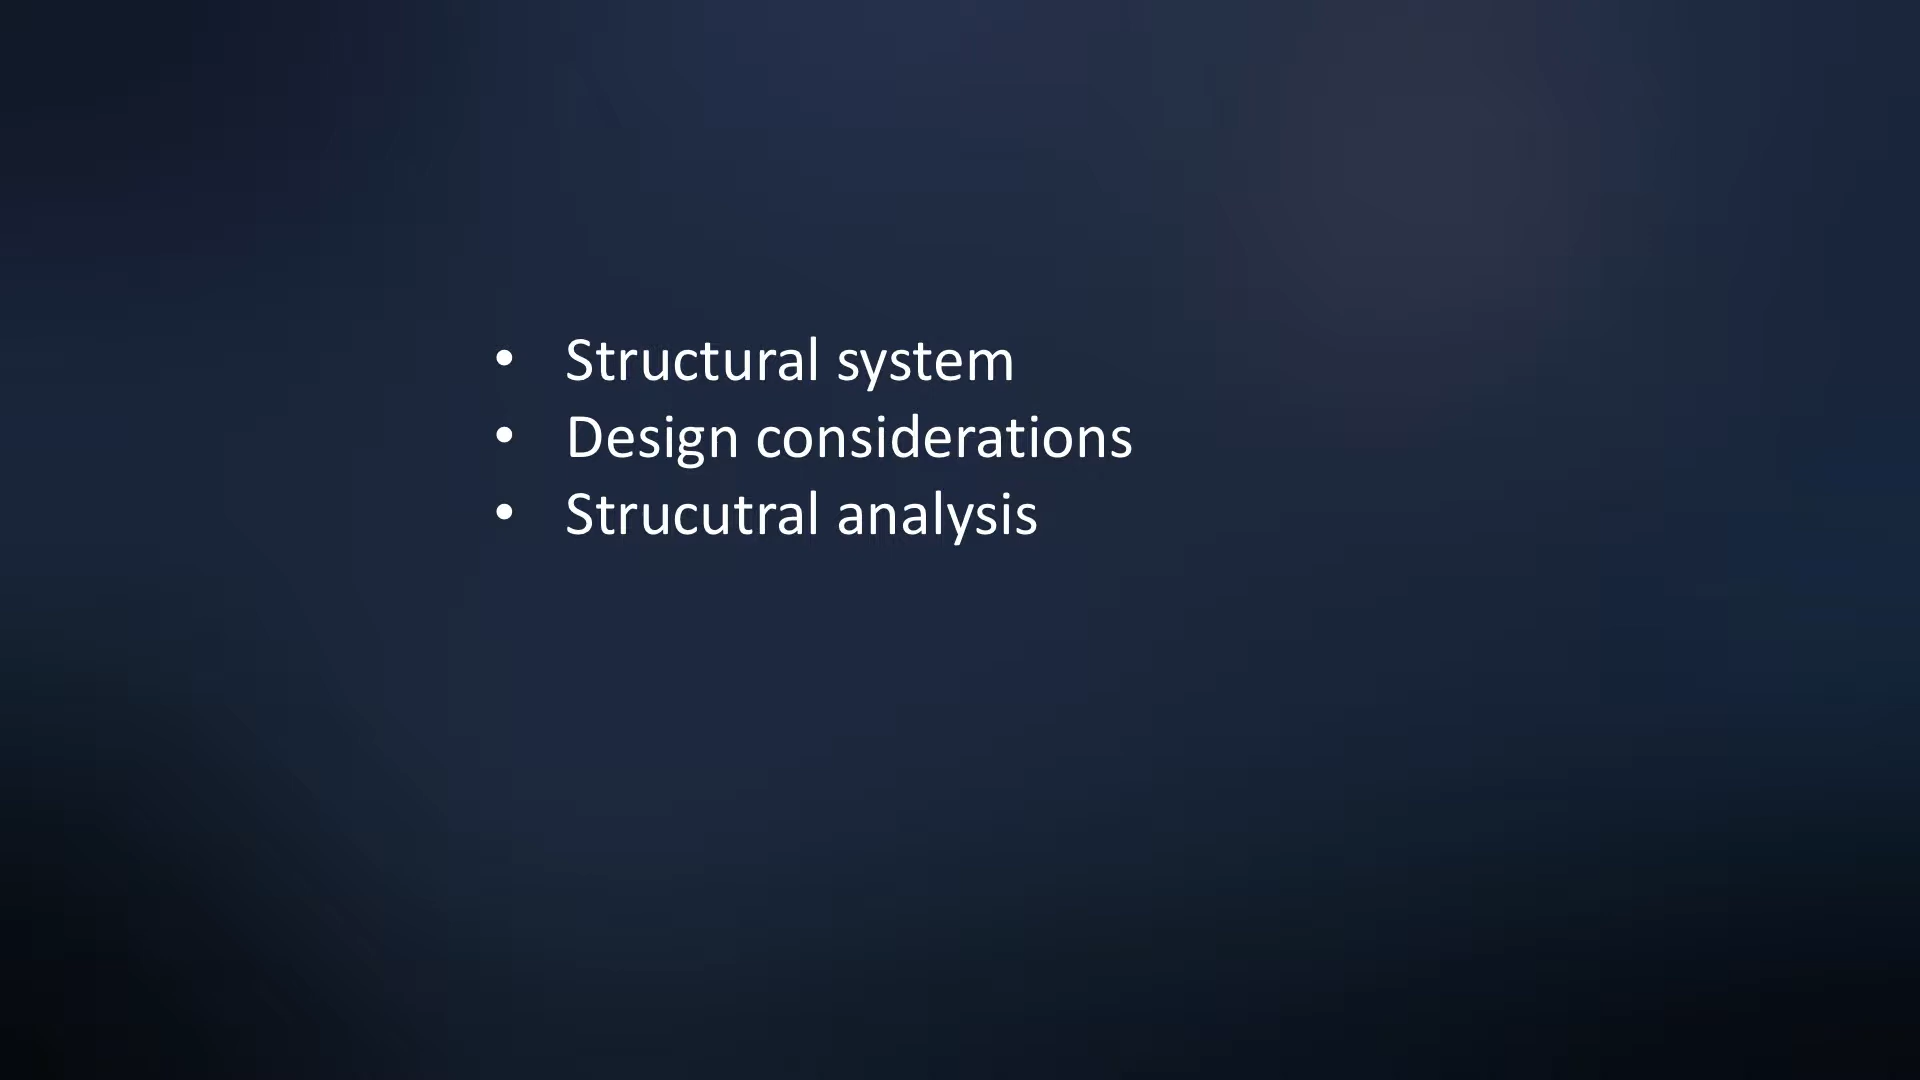 • Structural system
• Design considerations
• Strucutral analysis